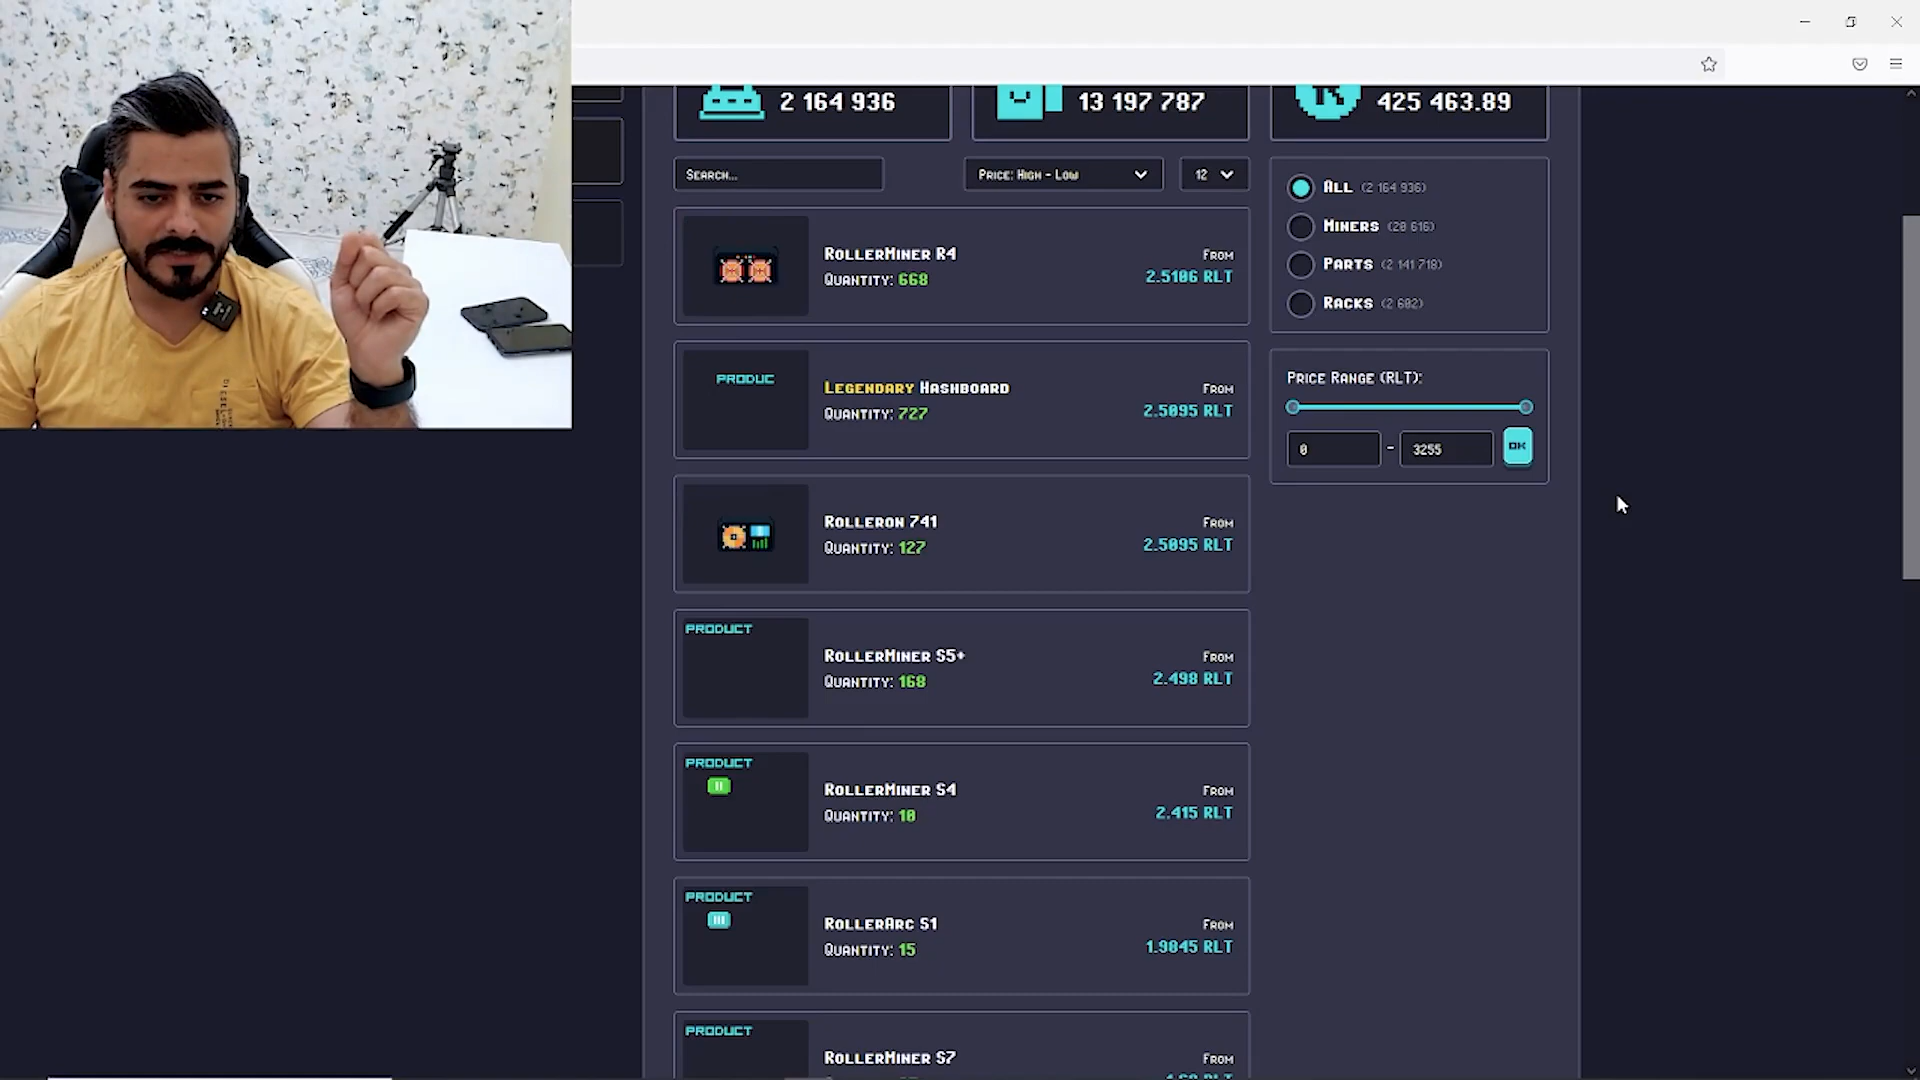 2 164 936
13 197 787
425 463.89
Search...
Price: High - Low
12
RollerMiner R4
Quantity: 668
From
2.5106 RLT
PRODUC
Legendary Hashboard
Quantity: 727
From
2.5095 RLT
Rolleron 741
Quantity: 127
From
2.5095 RLT
PRODUCT
RollerMiner S5+
Quantity: 168
From
2.498 RLT
PRODUCT
II
RollerMiner S4
Quantity: 10
From
2.415 RLT
PRODUCT
III
RollerArc S1
Quantity: 15
From
1.9845 RLT
PRODUCT
RollerMiner S7
From
All (2 164 936)
Miners (20 616)
Parts (2 141 718)
Racks (2 602)
Price Range (RLT):
0 - 3255
OK